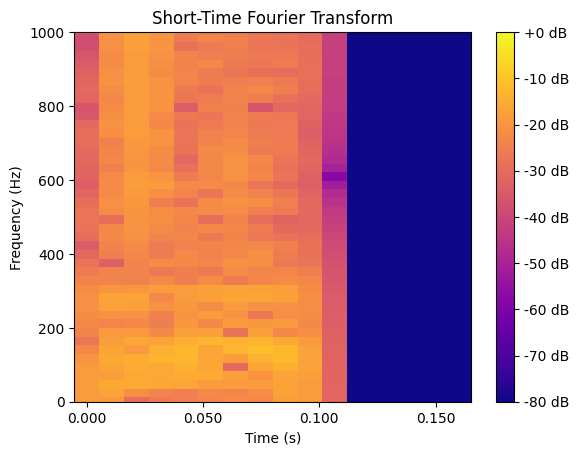 Short-Time Fourier Transform
Frequency (Hz)
1000
800
600
400
200
0
0.000
0.050
0.100
0.150
Time (s)
+0 dB
-10 dB
-20 dB
-30 dB
-40 dB
-50 dB
-60 dB
-70 dB
-80 dB